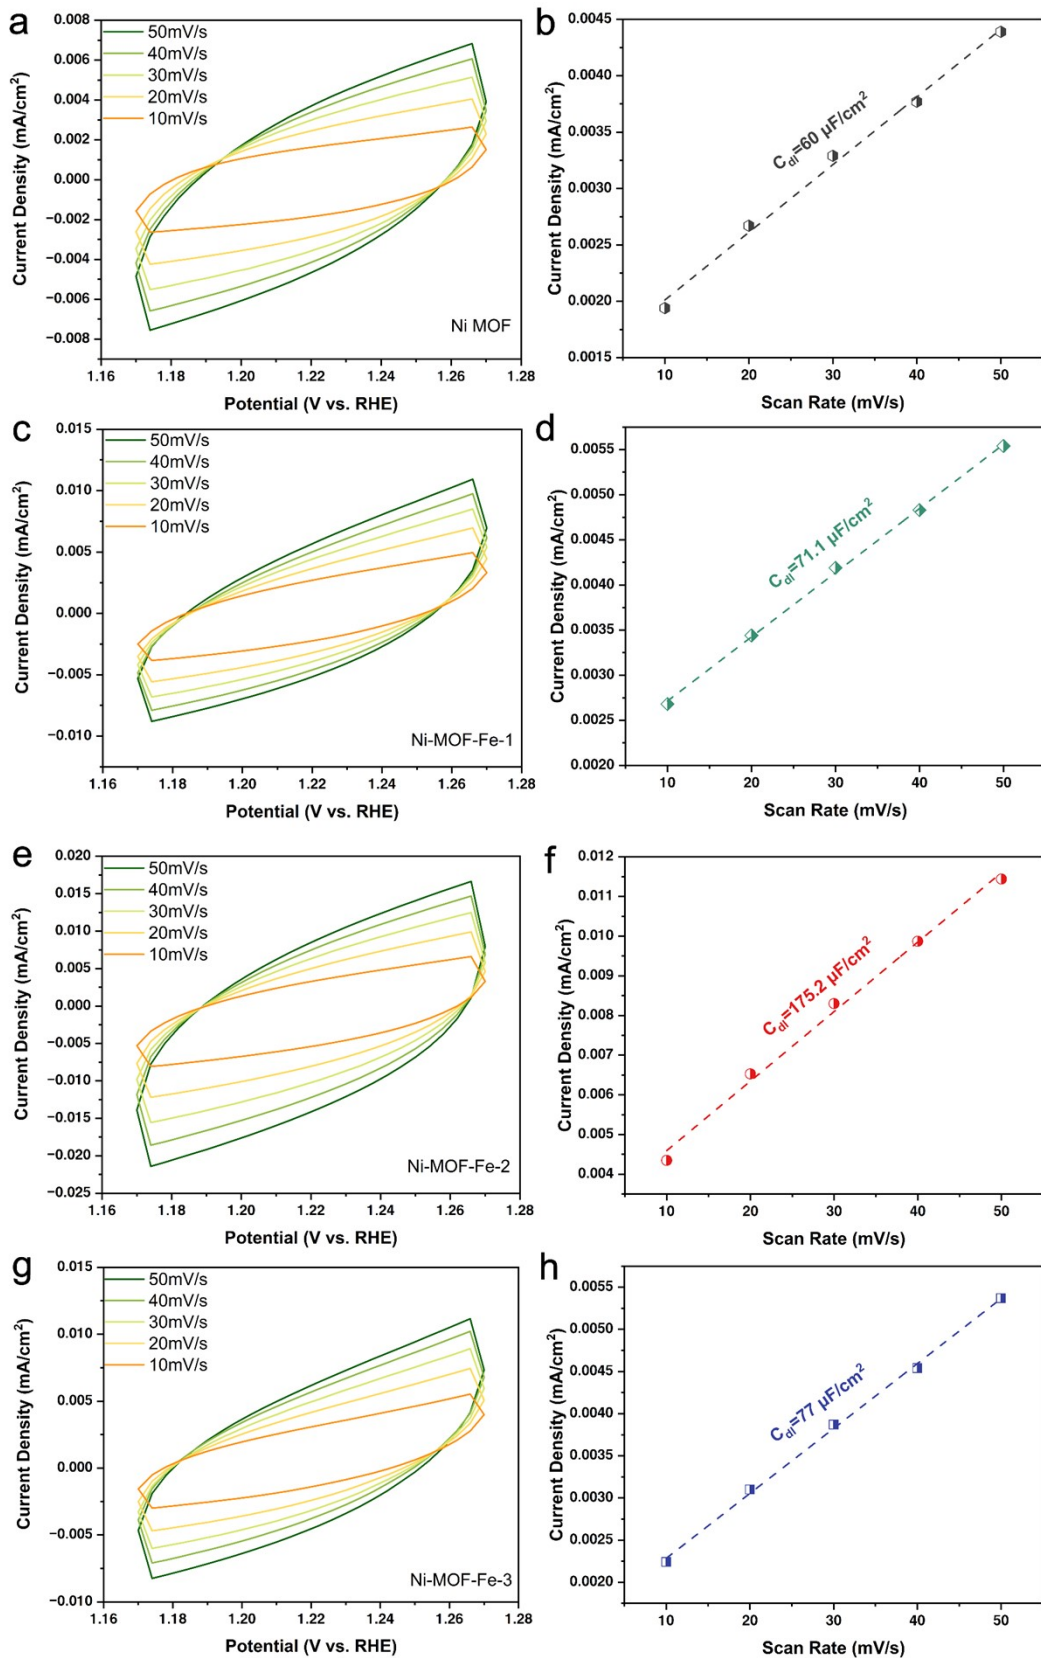 a
0.008
0.006
0.004
0.002
0.000
−0.002
−0.004
−0.006
−0.008
Current Density (mA/cm²)
50mV/s
40mV/s
30mV/s
20mV/s
10mV/s
Ni MOF
1.16 1.18 1.20 1.22 1.24 1.26 1.28
Potential (V vs. RHE)
b
0.0045
0.0040
0.0035
0.0030
0.0025
0.0020
0.0015
Current Density (mA/cm²)
C_dl=60 μF/cm²
10 20 30 40 50
Scan Rate (mV/s)
c
0.015
0.010
0.005
0.000
−0.005
−0.010
Current Density (mA/cm²)
50mV/s
40mV/s
30mV/s
20mV/s
10mV/s
Ni-MOF-Fe-1
1.16 1.18 1.20 1.22 1.24 1.26 1.28
Potential (V vs. RHE)
d
0.0055
0.0050
0.0045
0.0040
0.0035
0.0030
0.0025
0.0020
Current Density (mA/cm²)
C_dl=71.1 μF/cm²
10 20 30 40 50
Scan Rate (mV/s)
e
0.020
0.015
0.010
0.005
0.000
−0.005
−0.010
−0.015
−0.020
−0.025
Current Density (mA/cm²)
50mV/s
40mV/s
30mV/s
20mV/s
10mV/s
Ni-MOF-Fe-2
1.16 1.18 1.20 1.22 1.24 1.26 1.28
Potential (V vs. RHE)
f
0.012
0.011
0.010
0.009
0.008
0.007
0.006
0.005
0.004
Current Density (mA/cm²)
C_dl=175.2 μF/cm²
10 20 30 40 50
Scan Rate (mV/s)
g
0.015
0.010
0.005
0.000
−0.005
−0.010
Current Density (mA/cm²)
50mV/s
40mV/s
30mV/s
20mV/s
10mV/s
Ni-MOF-Fe-3
1.16 1.18 1.20 1.22 1.24 1.26 1.28
Potential (V vs. RHE)
h
0.0055
0.0050
0.0045
0.0040
0.0035
0.0030
0.0025
0.0020
Current Density (mA/cm²)
C_dl=77 μF/cm²
10 20 30 40 50
Scan Rate (mV/s)